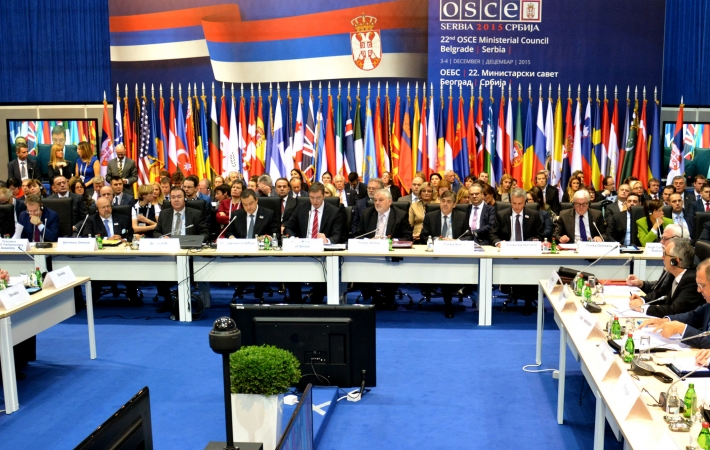 OSCE
SERBIA 2015 СРБИЈА
22nd OSCE Ministerial Council
Belgrade | Serbia |
3-4 | DECEMBER | ДЕЦЕМБАР | 2015
ОЕБС | 22. Министарски савет
Београд | Србија